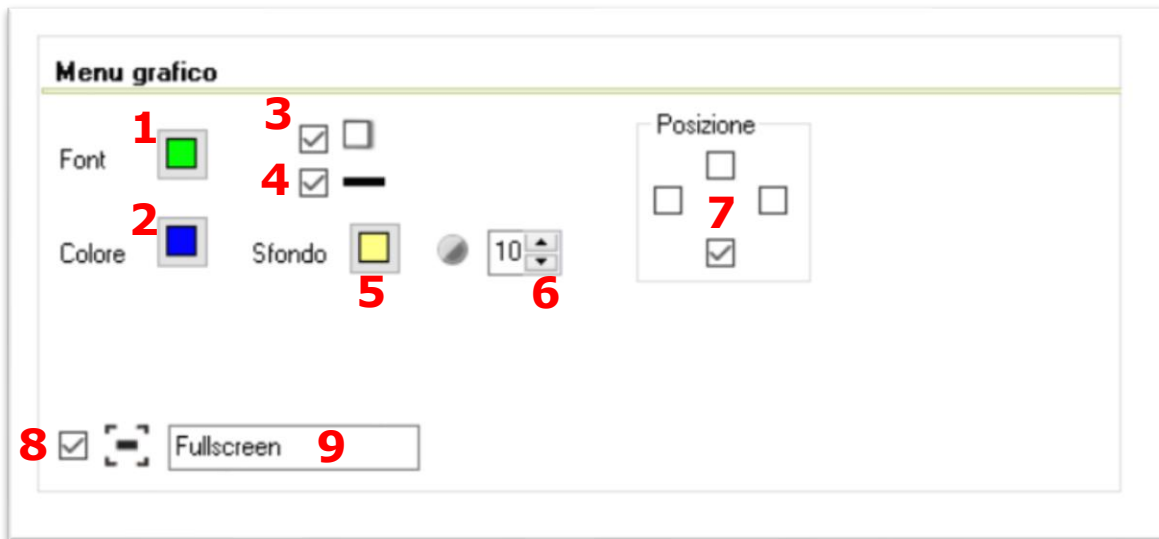 Menu grafico
1 3 Posizione
Font
4
2 7
Colore Sfondo 10
5 6
8 Fullscreen 9